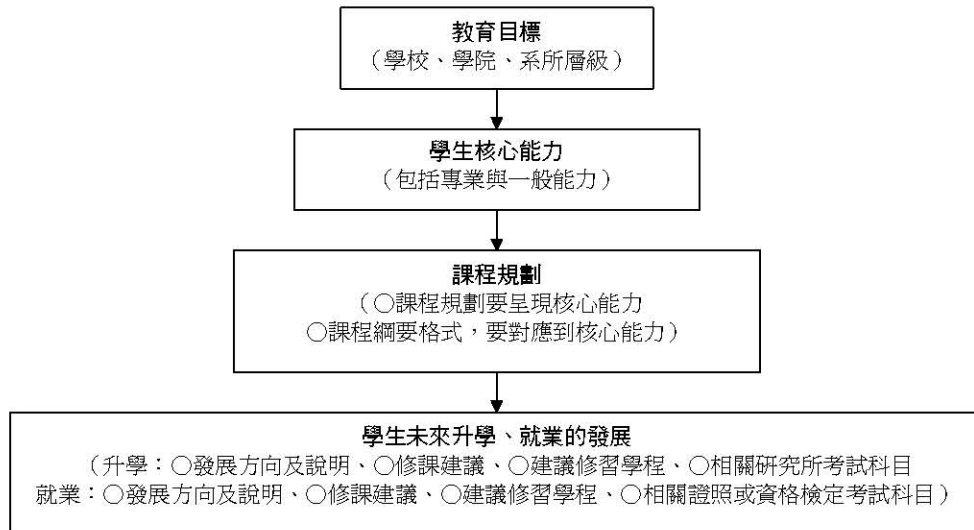 教育目標
（學校、學院、系所層級）
學生核心能力
（包括專業與一般能力）
課程規劃
（○課程規劃要呈現核心能力
○課程綱要格式，要對應到核心能力）
學生未來升學、就業的發展
（升學：○發展方向及說明、○修課建議、○建議修習學程、○相關研究所考試科目
就業：○發展方向及說明、○修課建議、○建議修習學程、○相關證照或資格檢定考試科目）